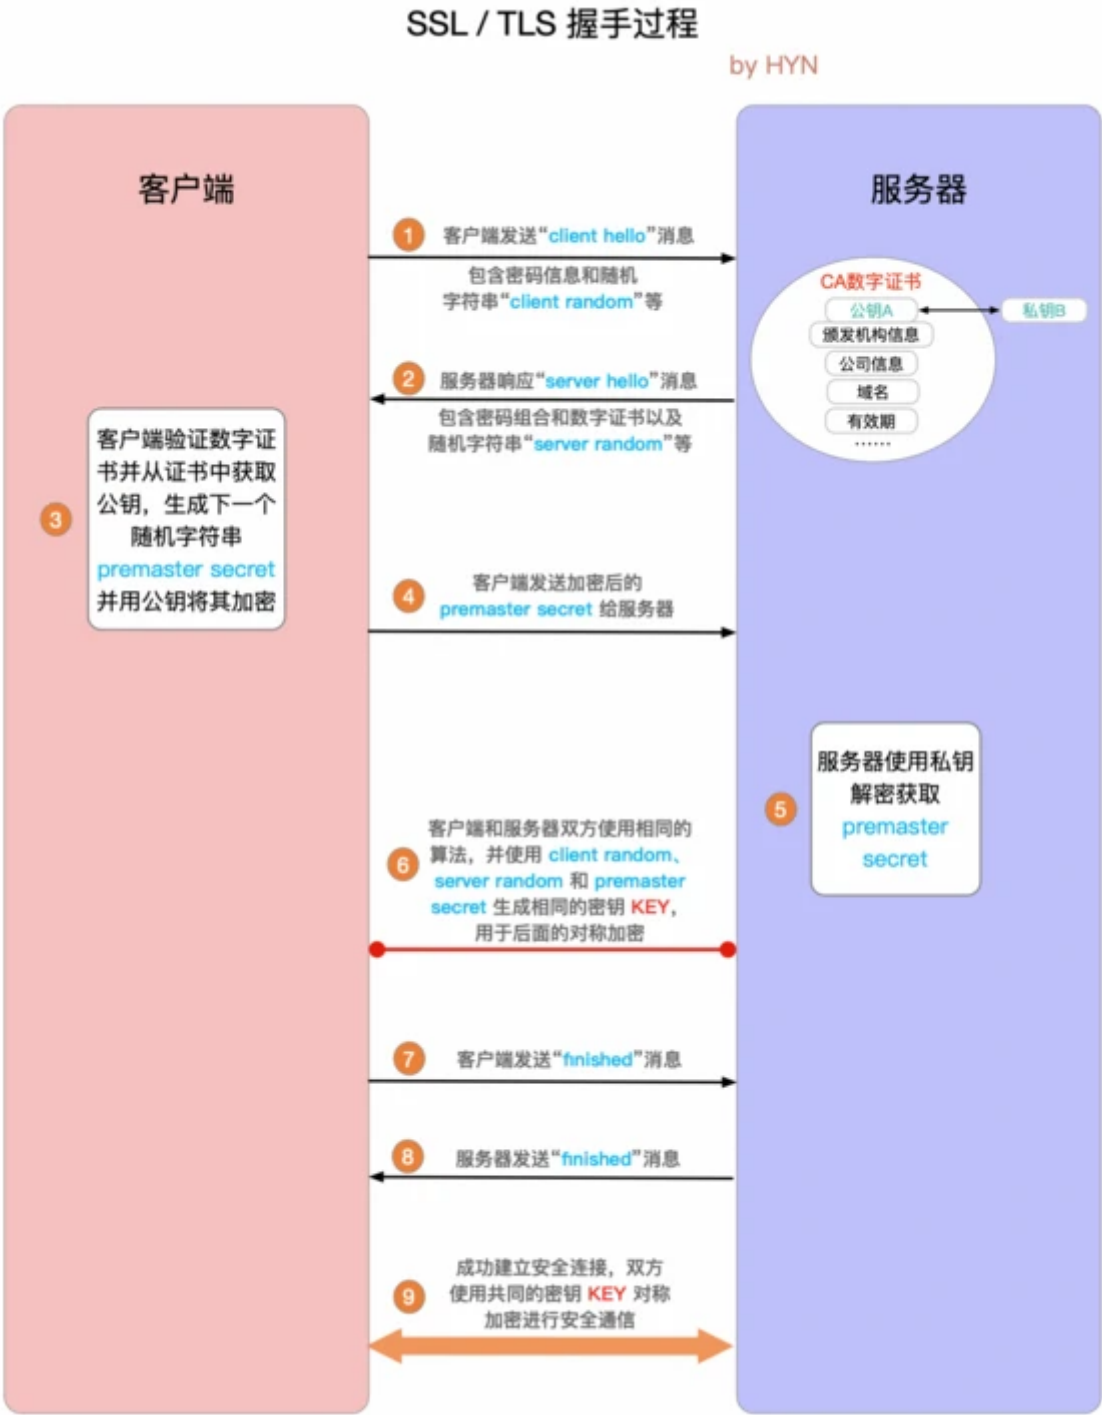 SSL / TLS 握手过程
by HYN
客户端
服务器
1
客户端发送“client hello”消息
包含密码信息和随机
字符串“client random”等
CA数字证书
公钥A
私钥B
颁发机构信息
公司信息
域名
有效期
······
2
服务器响应“server hello”消息
包含密码组合和数字证书以及
随机字符串“server random”等
3
客户端验证数字证
书并从证书中获取
公钥，生成下一个
随机字符串
premaster secret
并用公钥将其加密
4
客户端发送加密后的
premaster secret 给服务器
5
服务器使用私钥
解密获取
premaster
secret
6
客户端和服务器双方使用相同的
算法，并使用 client random、
server random 和 premaster
secret 生成相同的密钥 KEY，
用于后面的对称加密
7
客户端发送“finished”消息
8
服务器发送“finished”消息
9
成功建立安全连接，双方
使用共同的密钥 KEY 对称
加密进行安全通信